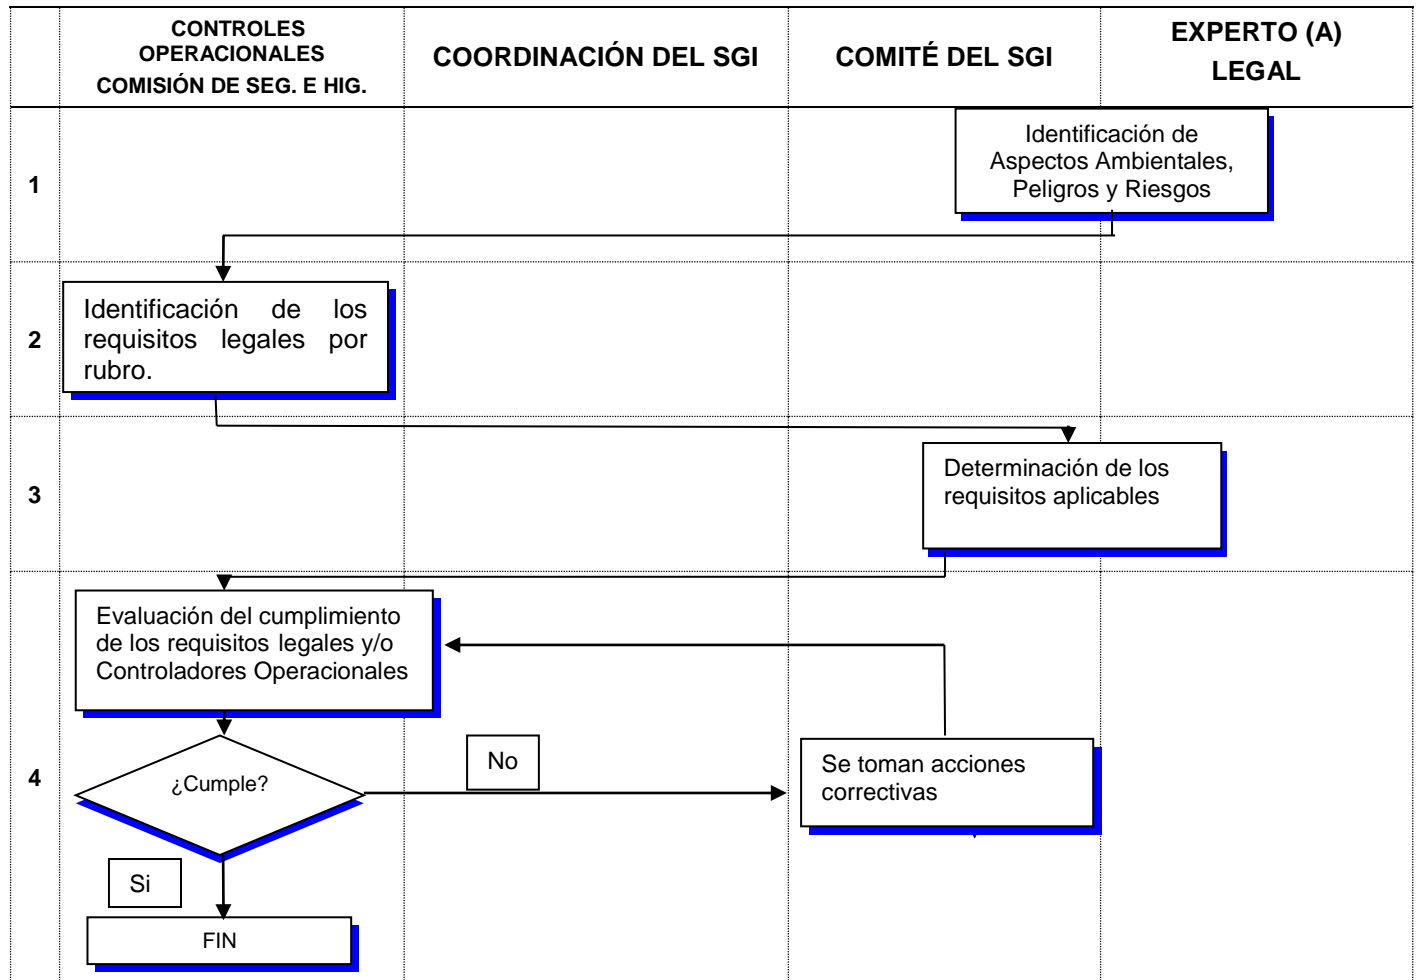 CONTROLES
OPERACIONALES
COMISIÓN DE SEG. E HIG.
COORDINACIÓN DEL SGI
COMITÉ DEL SGI
EXPERTO (A)
LEGAL
1
Identificación de
Aspectos Ambientales,
Peligros y Riesgos
2
Identificación de los
requisitos legales por
rubro.
3
Determinación de los
requisitos aplicables
4
Evaluación del cumplimiento
de los requisitos legales y/o
Controladores Operacionales
¿Cumple?
No
Se toman acciones
correctivas
Si
FIN